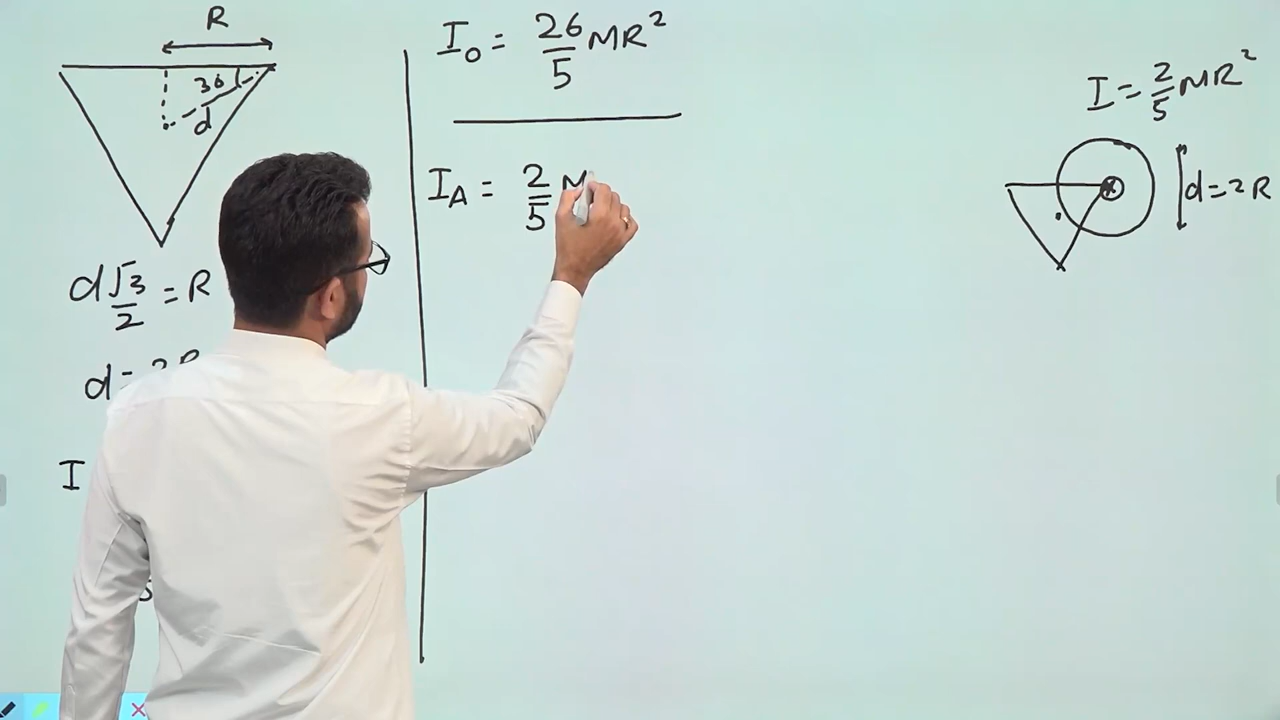 R
30
d
d√3/2 = R
d =
I
I₀ = 26/5 MR²
I_A = 2/5 M
I = 2/5 MR²
d = 2R